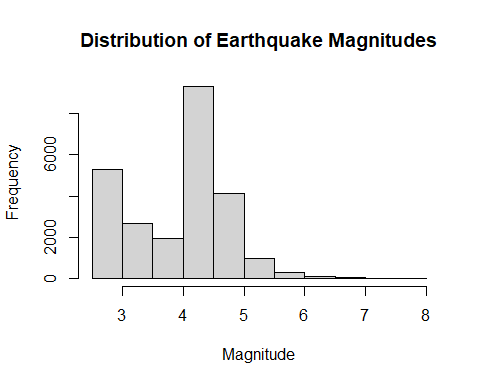 Distribution of Earthquake Magnitudes
Frequency
6000
2000
0
3 4 5 6 7 8
Magnitude